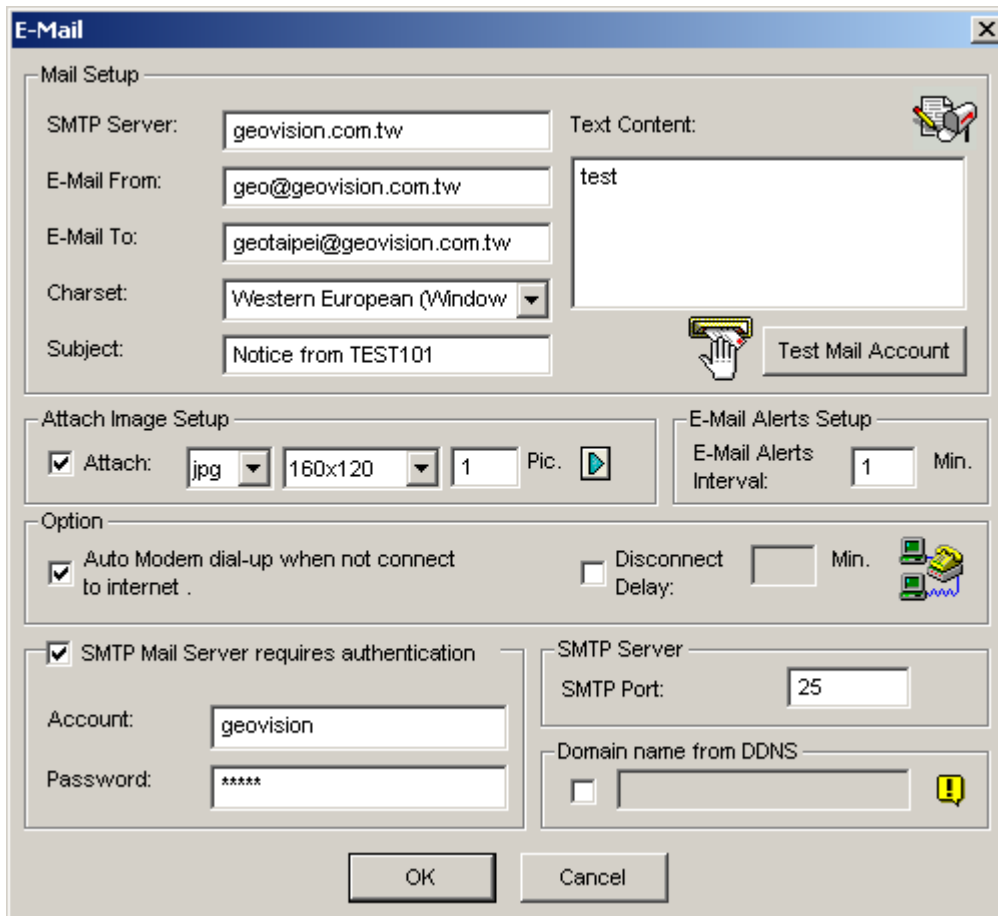 E-Mail
Mail Setup
SMTP Server:
geovision.com.tw
E-Mail From:
geo@geovision.com.tw
E-Mail To:
geotaipei@geovision.com.tw
Charset:
Western European (Window
Subject:
Notice from TEST101
Text Content:
test
Test Mail Account
Attach Image Setup
Attach:
jpg
160x120
1
Pic.
E-Mail Alerts Setup
E-Mail Alerts
Interval:
1
Min.
Option
Auto Modem dial-up when not connect
to internet .
Disconnect
Delay:
Min.
SMTP Mail Server requires authentication
Account:
geovision
Password:
*****
SMTP Server
SMTP Port:
25
Domain name from DDNS
OK
Cancel